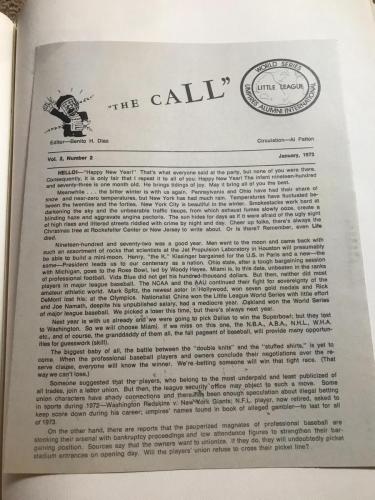 "THE CALL"
WORLD SERIES
LITTLE LEAGUE
UMPIRES ALUMNI INTERNATIONAL
Editor—Benito H. Diaz
Circulation—Al Patton
Vol. 2, Number 2
January, 1973
HELLO!—"Happy New Year!" That's what everyone said at the party, but none of you were there.
Consequently, it is only fair that I repeat it to all of you: Happy New Year! The infant nineteen-hundred
and seventy-three is one month old. He brings tidings of joy. May it bring all of you the best.
Meanwhile . . . the bitter winter is with us again. Pennsylvania and Ohio have had their share of
snow and near-zero temperatures, but New York has had much rain. Temperatures have fluctuated be-
tween the twenties and the forties. New York City is beautiful in the winter. Smokestacks work hard at
darkening the sky and the unbearable traffic tieups, from which exhaust fumes slowly ooze, create a
blinding haze and aggravate angina pectoris. The sun hides for days as if it were afraid of the ugly sight
of high rises and littered streets riddled with crime by night and day. Cheer up folks, there's always the
Christmas tree at Rockefeller Center or New Jersey to write about. Or is there? Remember, even Life
died.
Nineteen-hundred and seventy-two was a good year. Men went to the moon and came back with
such an assortment of rocks that scientists at the Jet Propulsion Laboratory in Houston will presumably
be able to build a mini-moon. Henry, "the K," Kissinger bargained for the U.S. in Paris and a new—the
same—President leads us to our centenary as a nation. Ohio state, after a tough bargaining session
with Michigan, goes to the Rose Bowl, led by Woody Hayes. Miami is, to this date, unbeaten in the ranks
of professional football. Vida Blue did not get his hundred-thousand dollars. But then, neither did most
players in major league baseball. The NCAA and the AAU continued their fight for sovereignty of the
amateur athletic world. Mark Spitz, the newest actor in Hollywood, won seven gold medals and Rick
DeMont lost his; at the Olympics. Nationalist China won the Little League World Series with little effort
and Joe Namath, despite his unpublished salary, had a mediocre year. Oakland won the World Series
of major league baseball. We picked a loser this time, but there's always next year.
Next year is with us already and we were going to pick Dallas to win the Superbowl; but they lost
to Washington. So we will choose Miami. If we miss on this one, the N.B.A., A.B.A., N.H.L., W.H.A.
etc., and of course, the granddaddy of them all, the fall pageant of baseball, will provide many opportun-
ities for guesswork (skill).
The biggest baby of all, the battle between the "double knits" and the "stuffed shirts," is yet to
come. When the professional baseball players and owners conclude their negotiations over the re-
serve clause, everyone will know the winner. We're betting someone will win that tight race. (That
way we can't lose.)
Someone suggested that the players, who belong to the most underpaid and least publicized of
all trades, join a labor union. But then, the league security office may object to such a move. Some
union characters have shady connections and there has been enough speculation about illegal betting
in sports during 1972—Washington Redskins v. New York Giants; N.F.L. player, now retired, asked to
keep score down during his career; umpires' names found in book of alleged gambler—to last for all
of 1973.
On the other hand, there are reports that the pauperized magnates of professional baseball are
stocking their arsenal with bankruptcy proceedings and low attendance figures to strengthen their bar-
gaining position. Sources say that the owners want to unionize. If they do, they will undoubtedly picket
stadium entrances on opening day. Will the players' union refuse to cross their picket line?